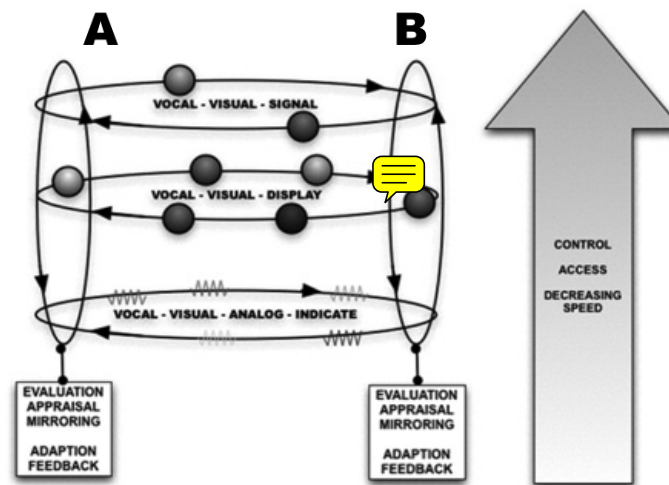 A
B
VOCAL - VISUAL - SIGNAL
VOCAL - VISUAL - DISPLAY
VOCAL - VISUAL - ANALOG - INDICATE
CONTROL
ACCESS
DECREASING
SPEED
EVALUATION
APPRAISAL
MIRRORING
ADAPTION
FEEDBACK
EVALUATION
APPRAISAL
MIRRORING
ADAPTION
FEEDBACK